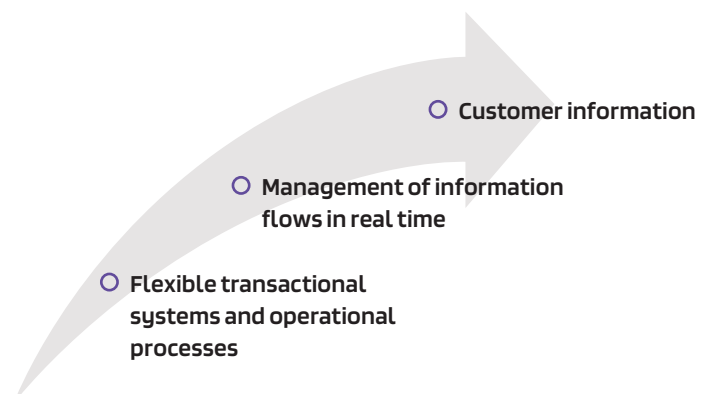 Customer information
Management of information
flows in real time
Flexible transactional
systems and operational
processes